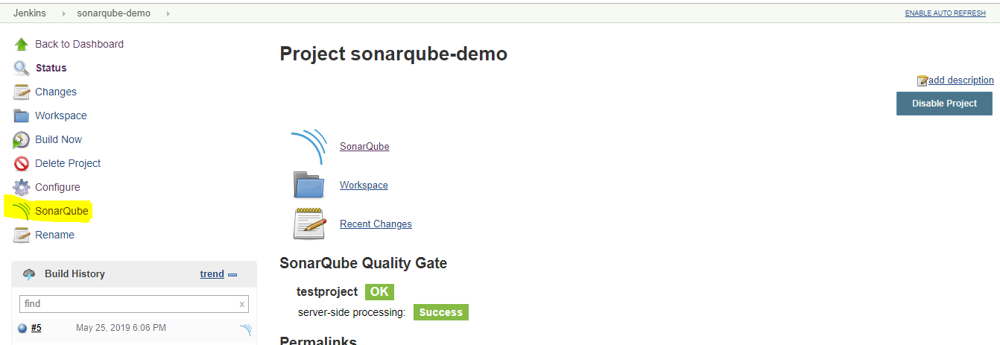 Jenkins sonarqube-demo ENABLE AUTO REFRESH
Back to Dashboard
Status
Changes
Workspace
Build Now
Delete Project
Configure
SonarQube
Rename
Build History trend
find x
#5 May 25, 2019 6:06 PM
Project sonarqube-demo
add description
Disable Project
SonarQube
Workspace
Recent Changes
SonarQube Quality Gate
testproject OK
server-side processing: Success
Permalinks